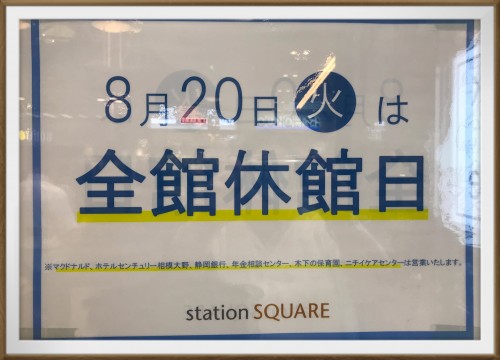 8月20日 火 は
全館休館日
※マクドナルド、ホテルセンチュリー相模大野、静岡銀行、年金相談センター、木下の保育園、ニチイケアセンターは営業いたします。
station SQUARE